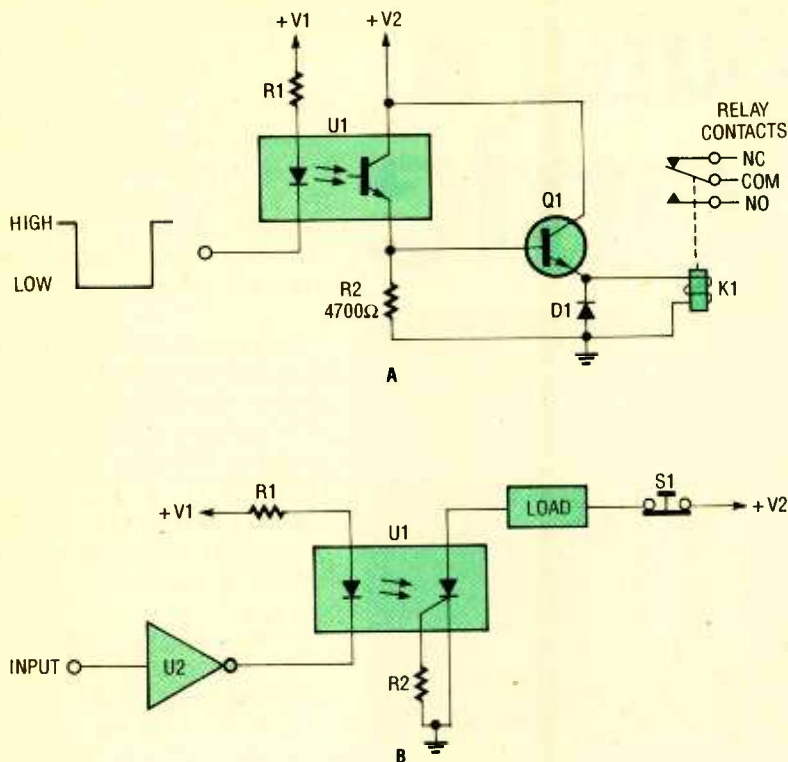 +V1
+V2
R1
U1
RELAY
CONTACTS
NC
COM
NO
Q1
HIGH
LOW
R2
4700Ω
D1
K1
A
+V1
R1
U1
LOAD
S1
+V2
INPUT
U2
R2
B